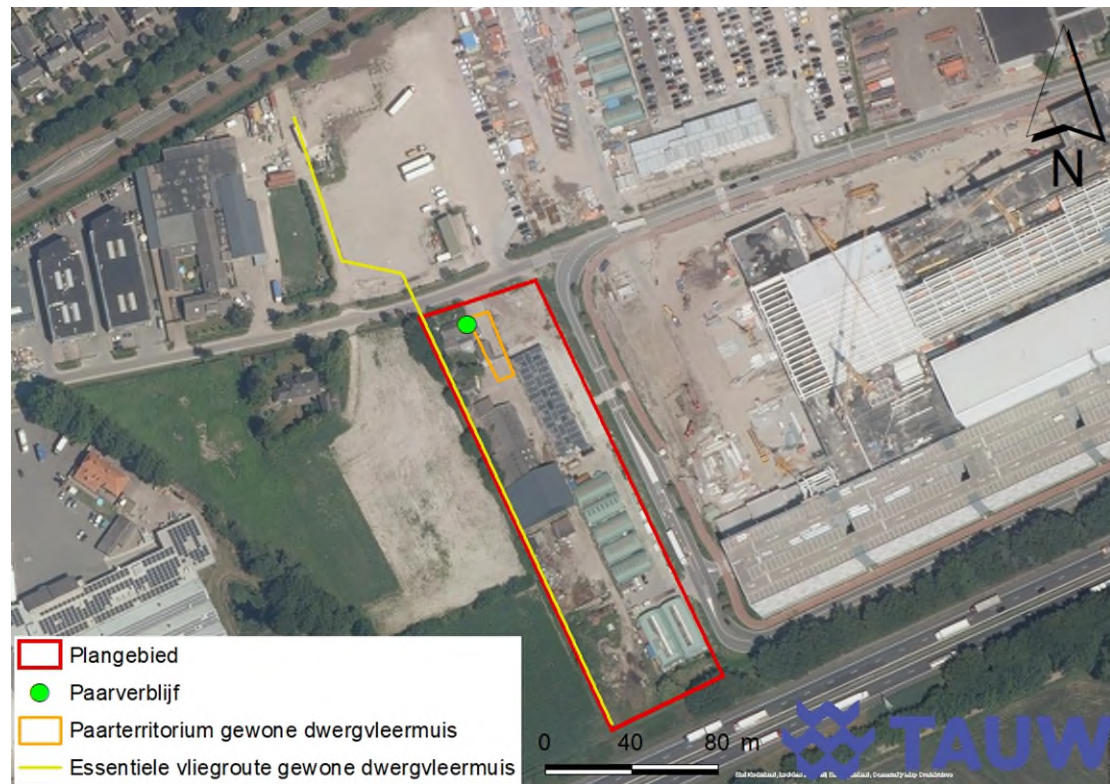 N
Plangebied
Paarverblijf
Paarterritorium gewone dwergvleermuis
Essentiele vliegroute gewone dwergvleermuis
0 40 80 m
TAUW